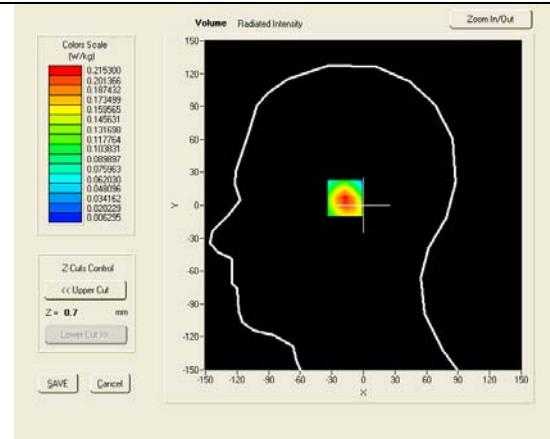 Volume Radiated Intensity
Zoom In/Out
Colors Scale
(W/kg)
0.215300
0.201366
0.187432
0.173499
0.159565
0.145631
0.131698
0.117764
0.103831
0.089897
0.075963
0.062030
0.048096
0.034162
0.020229
0.006295
Z Cuts Control
<< Upper Cut
Z = 0.7 mm
Lower Cut >>
SAVE
Cancel
150
120
90
60
30
0
-30
-60
-90
-120
-150
Y
-150 -120 -90 -60 -30 0 30 60 90 120 150
X